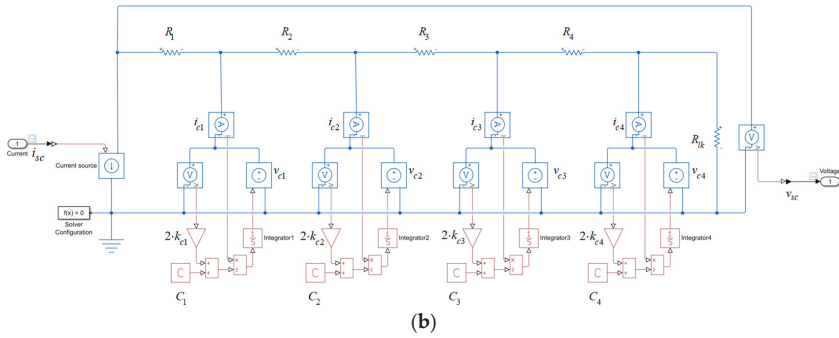 R1 R2 R3 R4
ic1 ic2 ic3 ic4
1
Current
isc
Current source
Rlk
V A V A V A V A V
vc1 vc2 vc3 vc4
Voltage
1
vsc
f(x) = 0
Solver
Configuration
2·kc1 Integrator1 2·kc2 Integrator2 2·kc3 Integrator3 2·kc4 Integrator4
C C C C
C1 C2 C3 C4
(b)